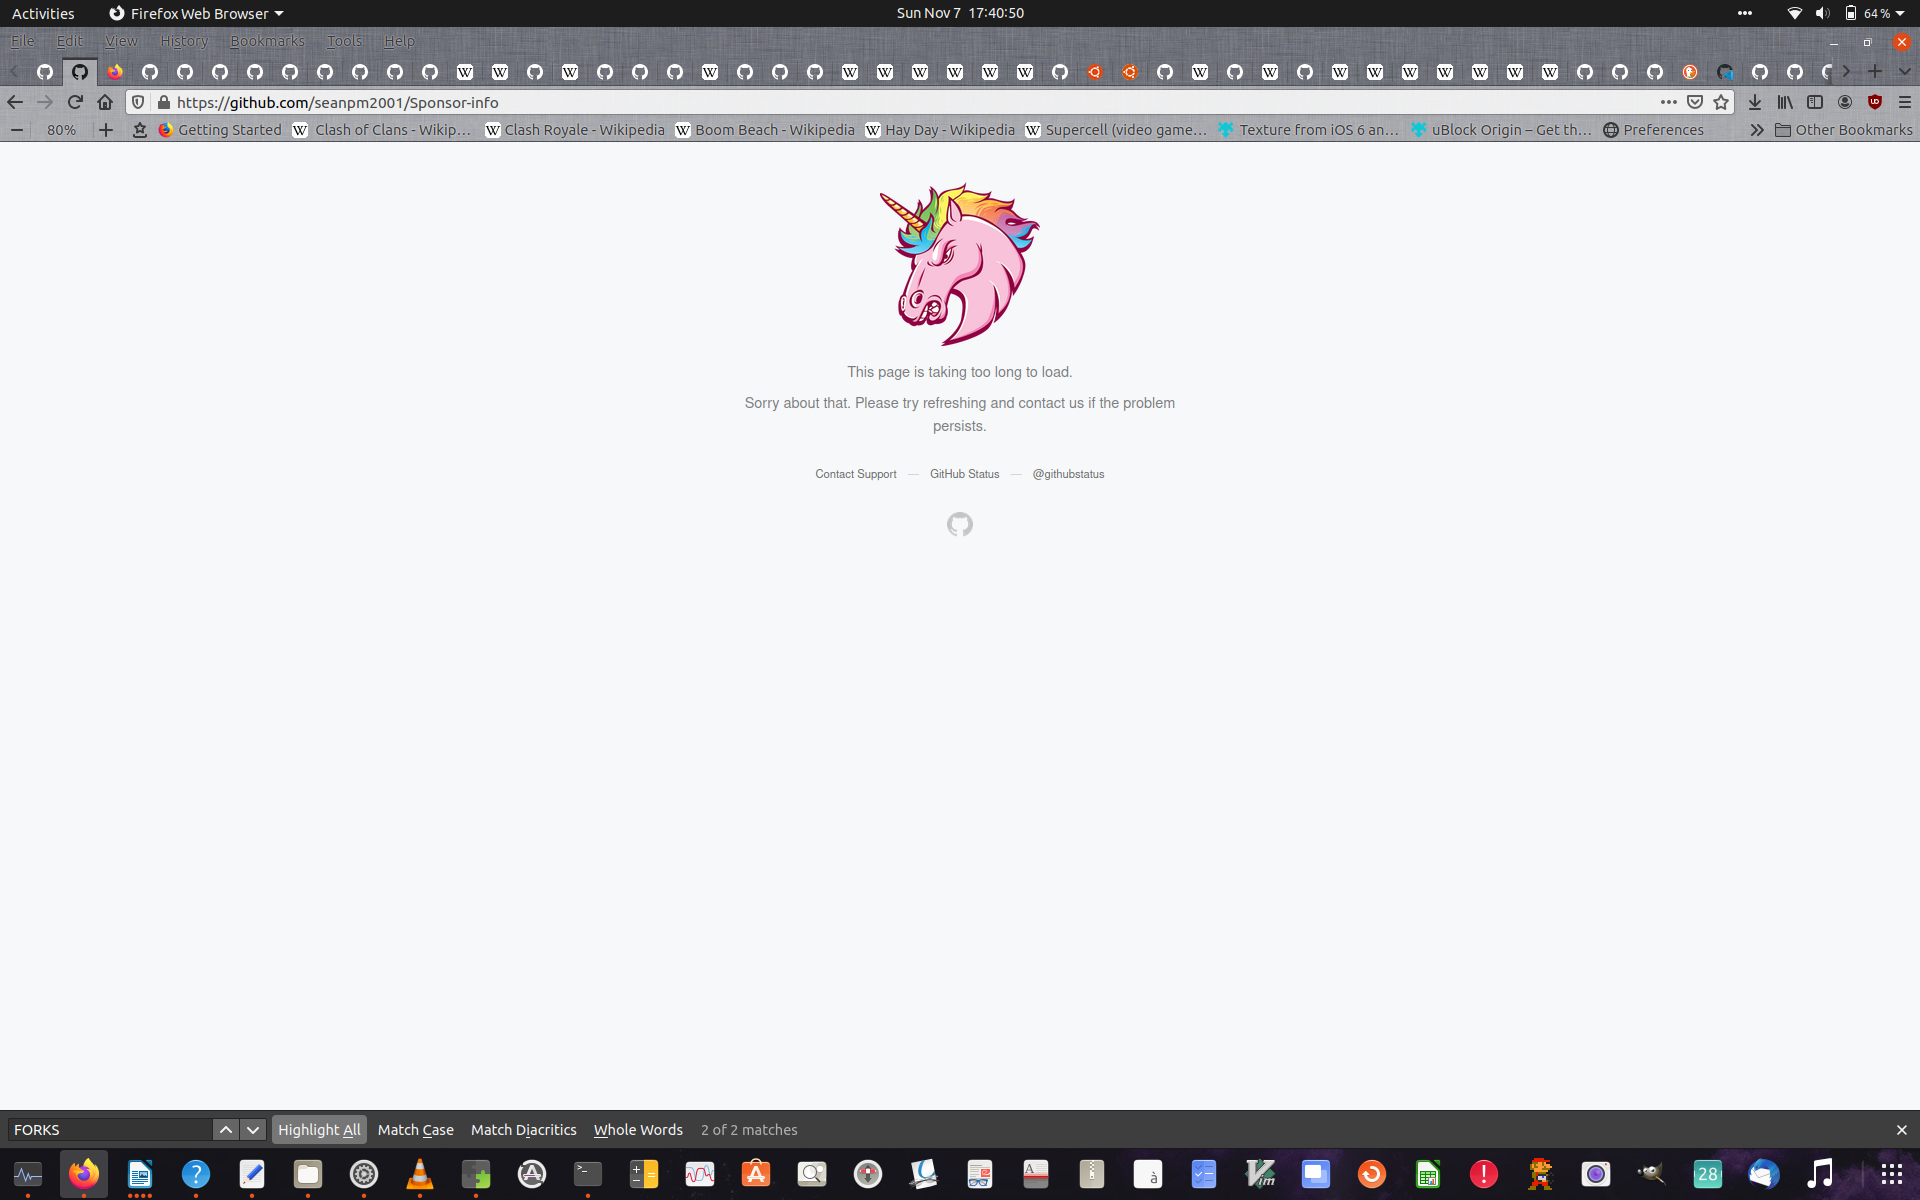 Activities Firefox Web Browser Sun Nov 7 17:40:50 64%
File Edit View History Bookmarks Tools Help
https://github.com/seanpm2001/Sponsor-info
80% Getting Started Clash of Clans - Wikip... Clash Royale - Wikipedia Boom Beach - Wikipedia Hay Day - Wikipedia Supercell (video game... Texture from iOS 6 an... uBlock Origin – Get th... Preferences Other Bookmarks
This page is taking too long to load.
Sorry about that. Please try refreshing and contact us if the problem
persists.
Contact Support — GitHub Status — @githubstatus
FORKS Highlight All Match Case Match Diacritics Whole Words 2 of 2 matches
28